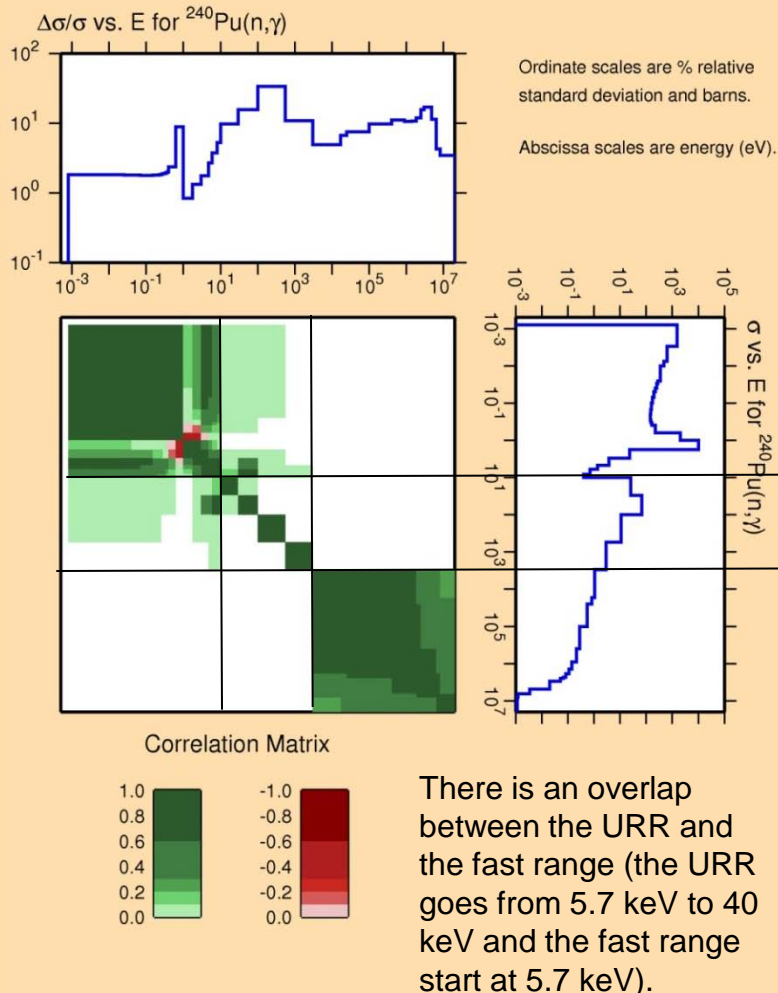 Δσ/σ vs. E for ²⁴⁰Pu(n,γ)
10²
10¹
10⁰
10⁻¹
10⁻³ 10⁻¹ 10¹ 10³ 10⁵ 10⁷
Ordinate scales are % relative
standard deviation and barns.
Abscissa scales are energy (eV).
10⁻³ 10⁻¹ 10¹ 10³ 10⁵
σ vs. E for ²⁴⁰Pu(n,γ)
10⁻³
10⁻¹
10¹
10³
10⁵
10⁷
Correlation Matrix
1.0
0.8
0.6
0.4
0.2
0.0
-1.0
-0.8
-0.6
-0.4
-0.2
0.0
There is an overlap
between the URR and
the fast range (the URR
goes from 5.7 keV to 40
keV and the fast range
start at 5.7 keV).